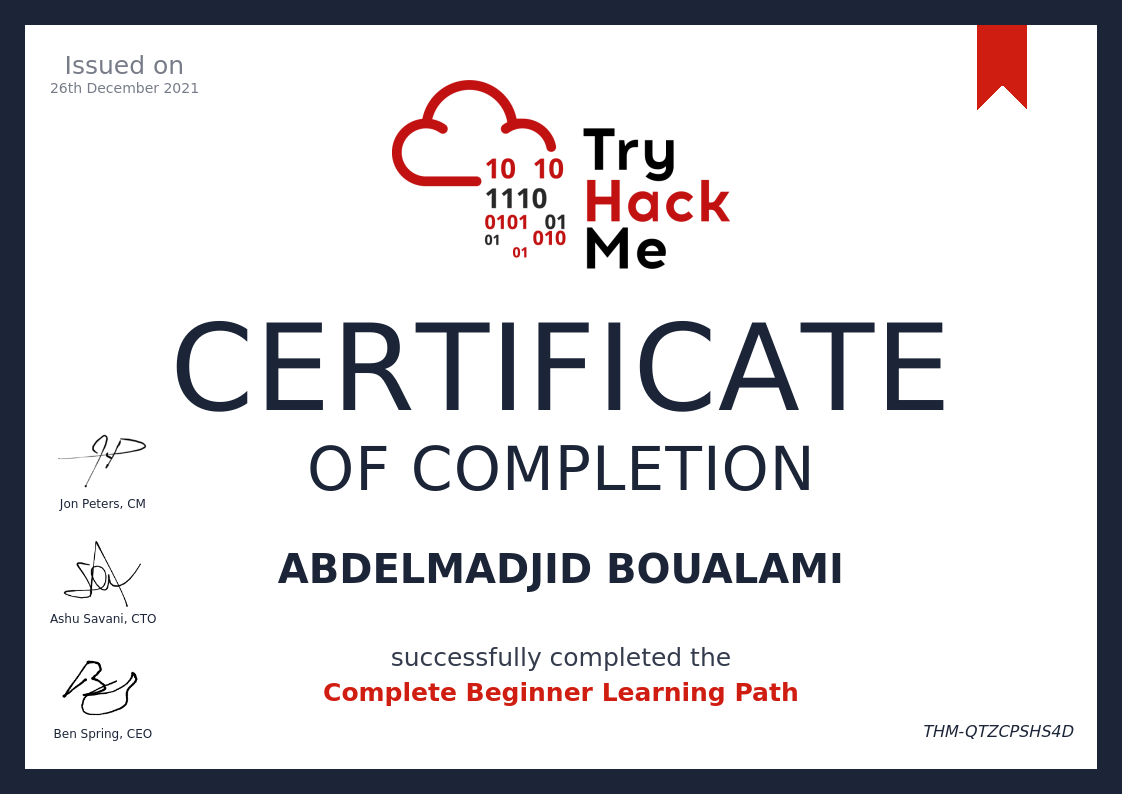 Issued on
26th December 2021
10 10
1110
0101 01
01 010
01
Try
Hack
Me
CERTIFICATE
OF COMPLETION
Jon Peters, CM
ABDELMADJID BOUALAMI
Ashu Savani, CTO
successfully completed the
Complete Beginner Learning Path
Ben Spring, CEO
THM-QTZCPSHS4D